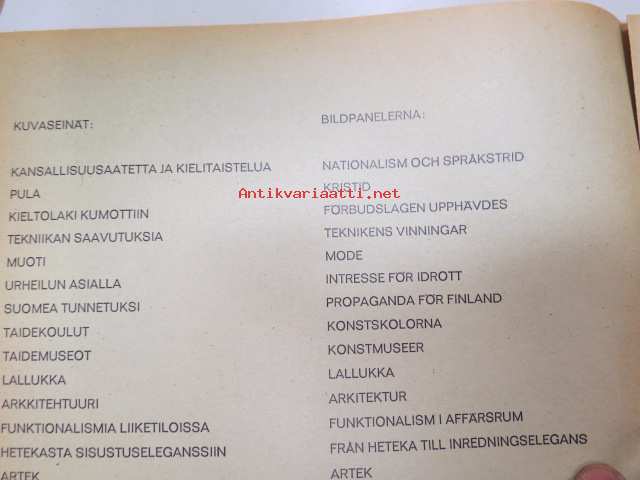 KUVASEINÄT:
KANSALLISUUSAATETTA JA KIELITAISTELUA
PULA
KIELTOLAKI KUMOTTIIN
TEKNIIKAN SAAVUTUKSIA
MUOTI
URHEILUN ASIALLA
SUOMEA TUNNETUKSI
TAIDEKOULUT
TAIDEMUSEOT
LALLUKKA
ARKKITEHTUURI
FUNKTIONALISMIA LIIKETILOISSA
HETEKASTA SISUSTUSELEGANSSIIN
ARTEK
BILDPANELERNA:
NATIONALISM OCH SPRÅKSTRID
KRISTID
FÖRBUDSLAGEN UPPHÄVDES
TEKNIKENS VINNINGAR
MODE
INTRESSE FÖR IDROTT
PROPAGANDA FÖR FINLAND
KONSTSKOLORNA
KONSTMUSEER
LALLUKKA
ARKITEKTUR
FUNKTIONALISM I AFFÄRSRUM
FRÅN HETEKA TILL INREDNINGSELEGANS
ARTEK
Antikvariaatti.net